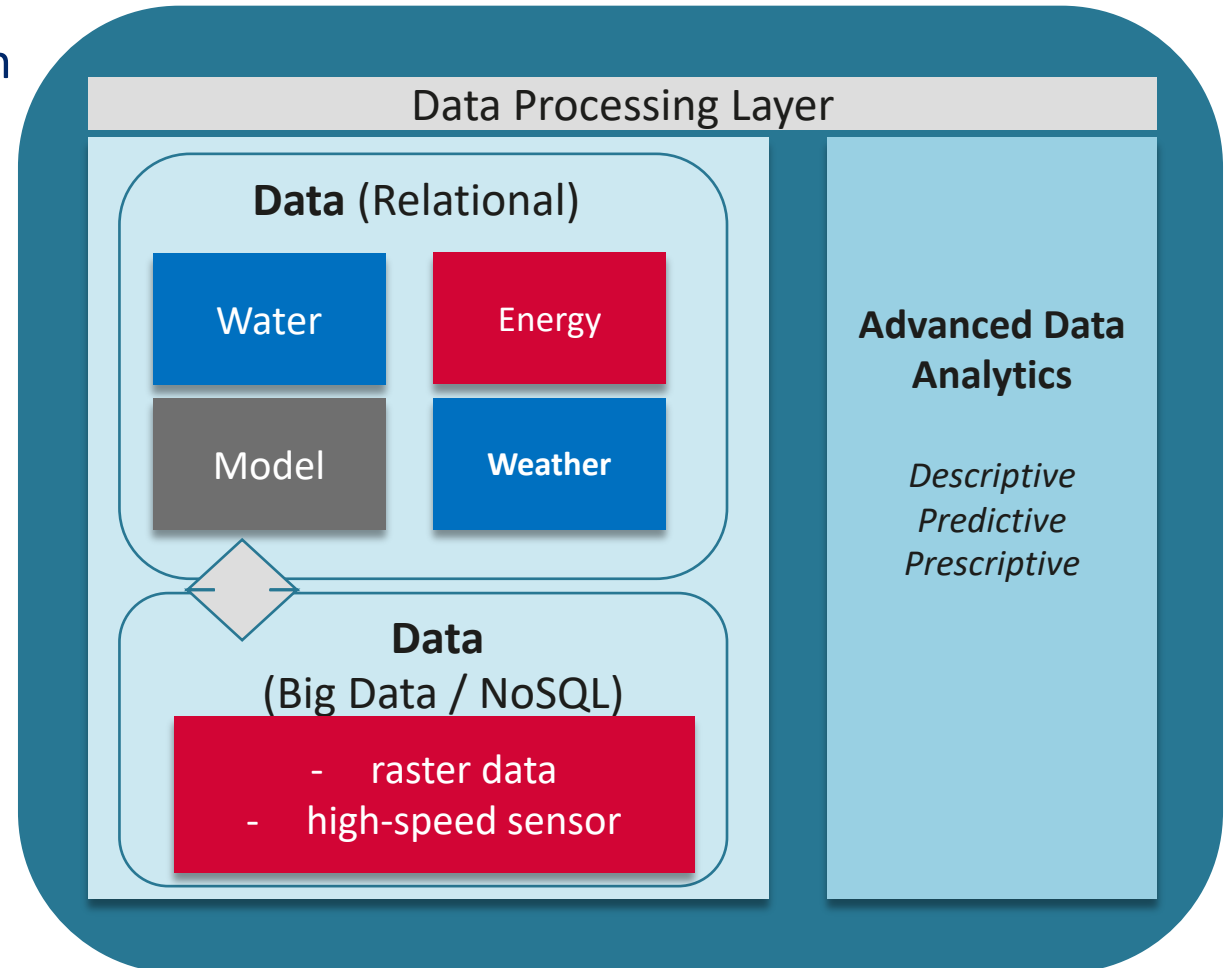 n
Data Processing Layer
Data (Relational)
Water
Energy
Model
Weather
Data
(Big Data / NoSQL)
- raster data
- high-speed sensor
Advanced Data
Analytics
Descriptive
Predictive
Prescriptive